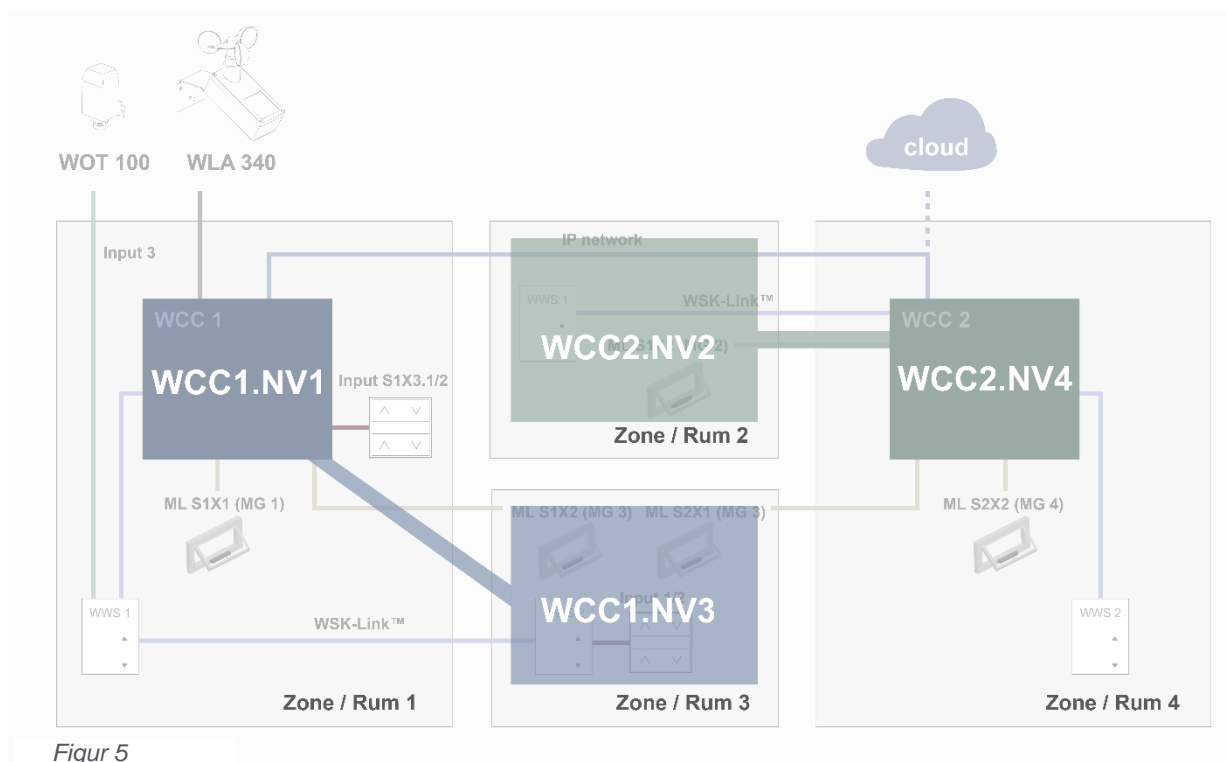 WOT 100
WLA 340
cloud
Input 3
IP network
WCC 1
WCC1.NV1
Input S1X3.1/2
WWS 1
WSK-Link™
WCC2.NV2
Zone / Rum 2
WCC 2
WCC2.NV4
ML S1X1 (MG 1)
ML S1X2 (MG 3)
ML S2X1 (MG 3)
ML S2X2 (MG 4)
WWS 1
WSK-Link™
Input 1/2
WCC1.NV3
WWS 2
Zone / Rum 1
Zone / Rum 3
Zone / Rum 4
Figur 5